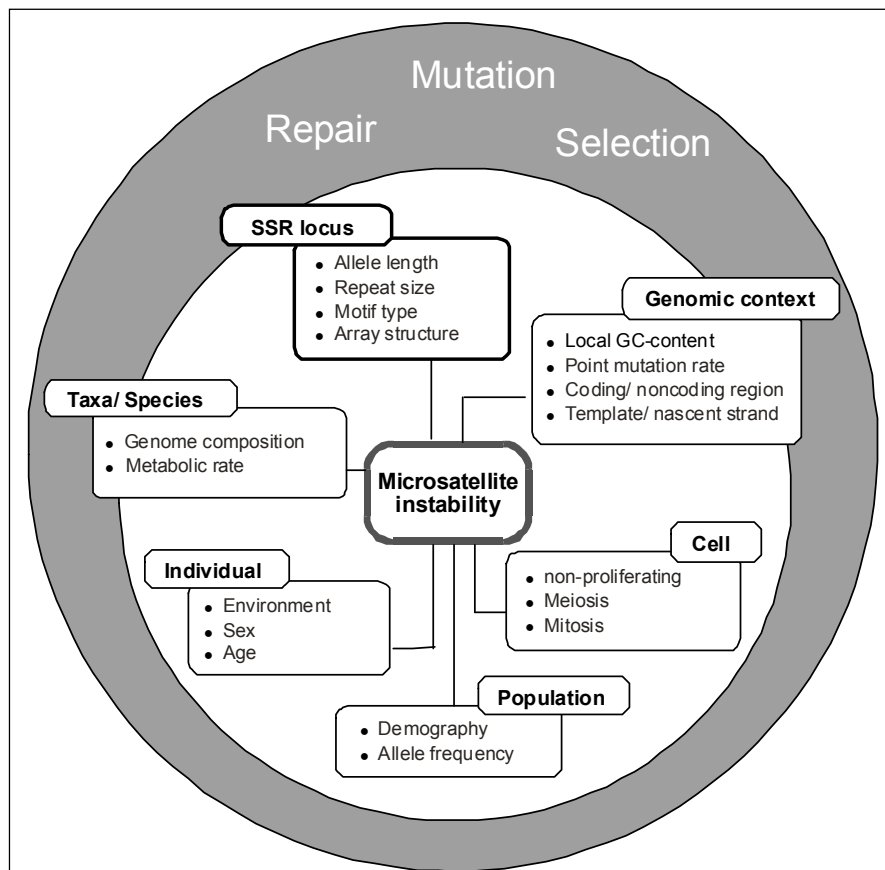 Mutation
Repair
Selection
SSR locus
• Allele length
• Repeat size
• Motif type
• Array structure
Genomic context
• Local GC-content
• Point mutation rate
• Coding/ noncoding region
• Template/ nascent strand
Taxa/ Species
• Genome composition
• Metabolic rate
Microsatellite
instability
Cell
• non-proliferating
• Meiosis
• Mitosis
Individual
• Environment
• Sex
• Age
Population
• Demography
• Allele frequency